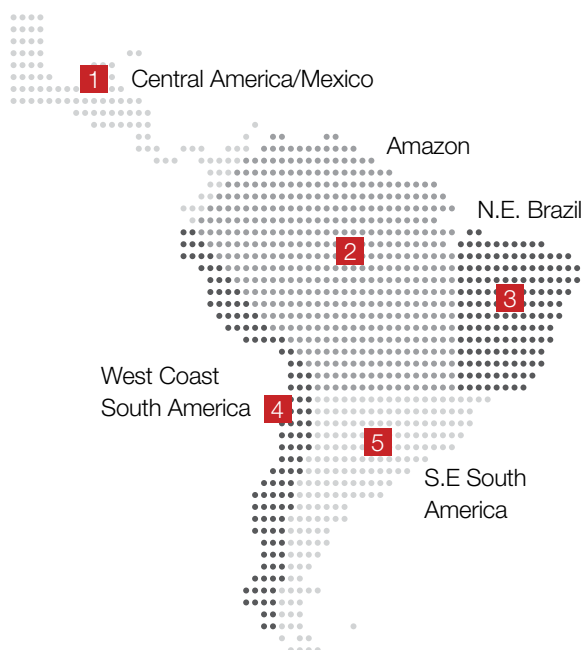 1 Central America/Mexico
Amazon
N.E. Brazil
2
3
West Coast
South America 4
5
S.E South
America